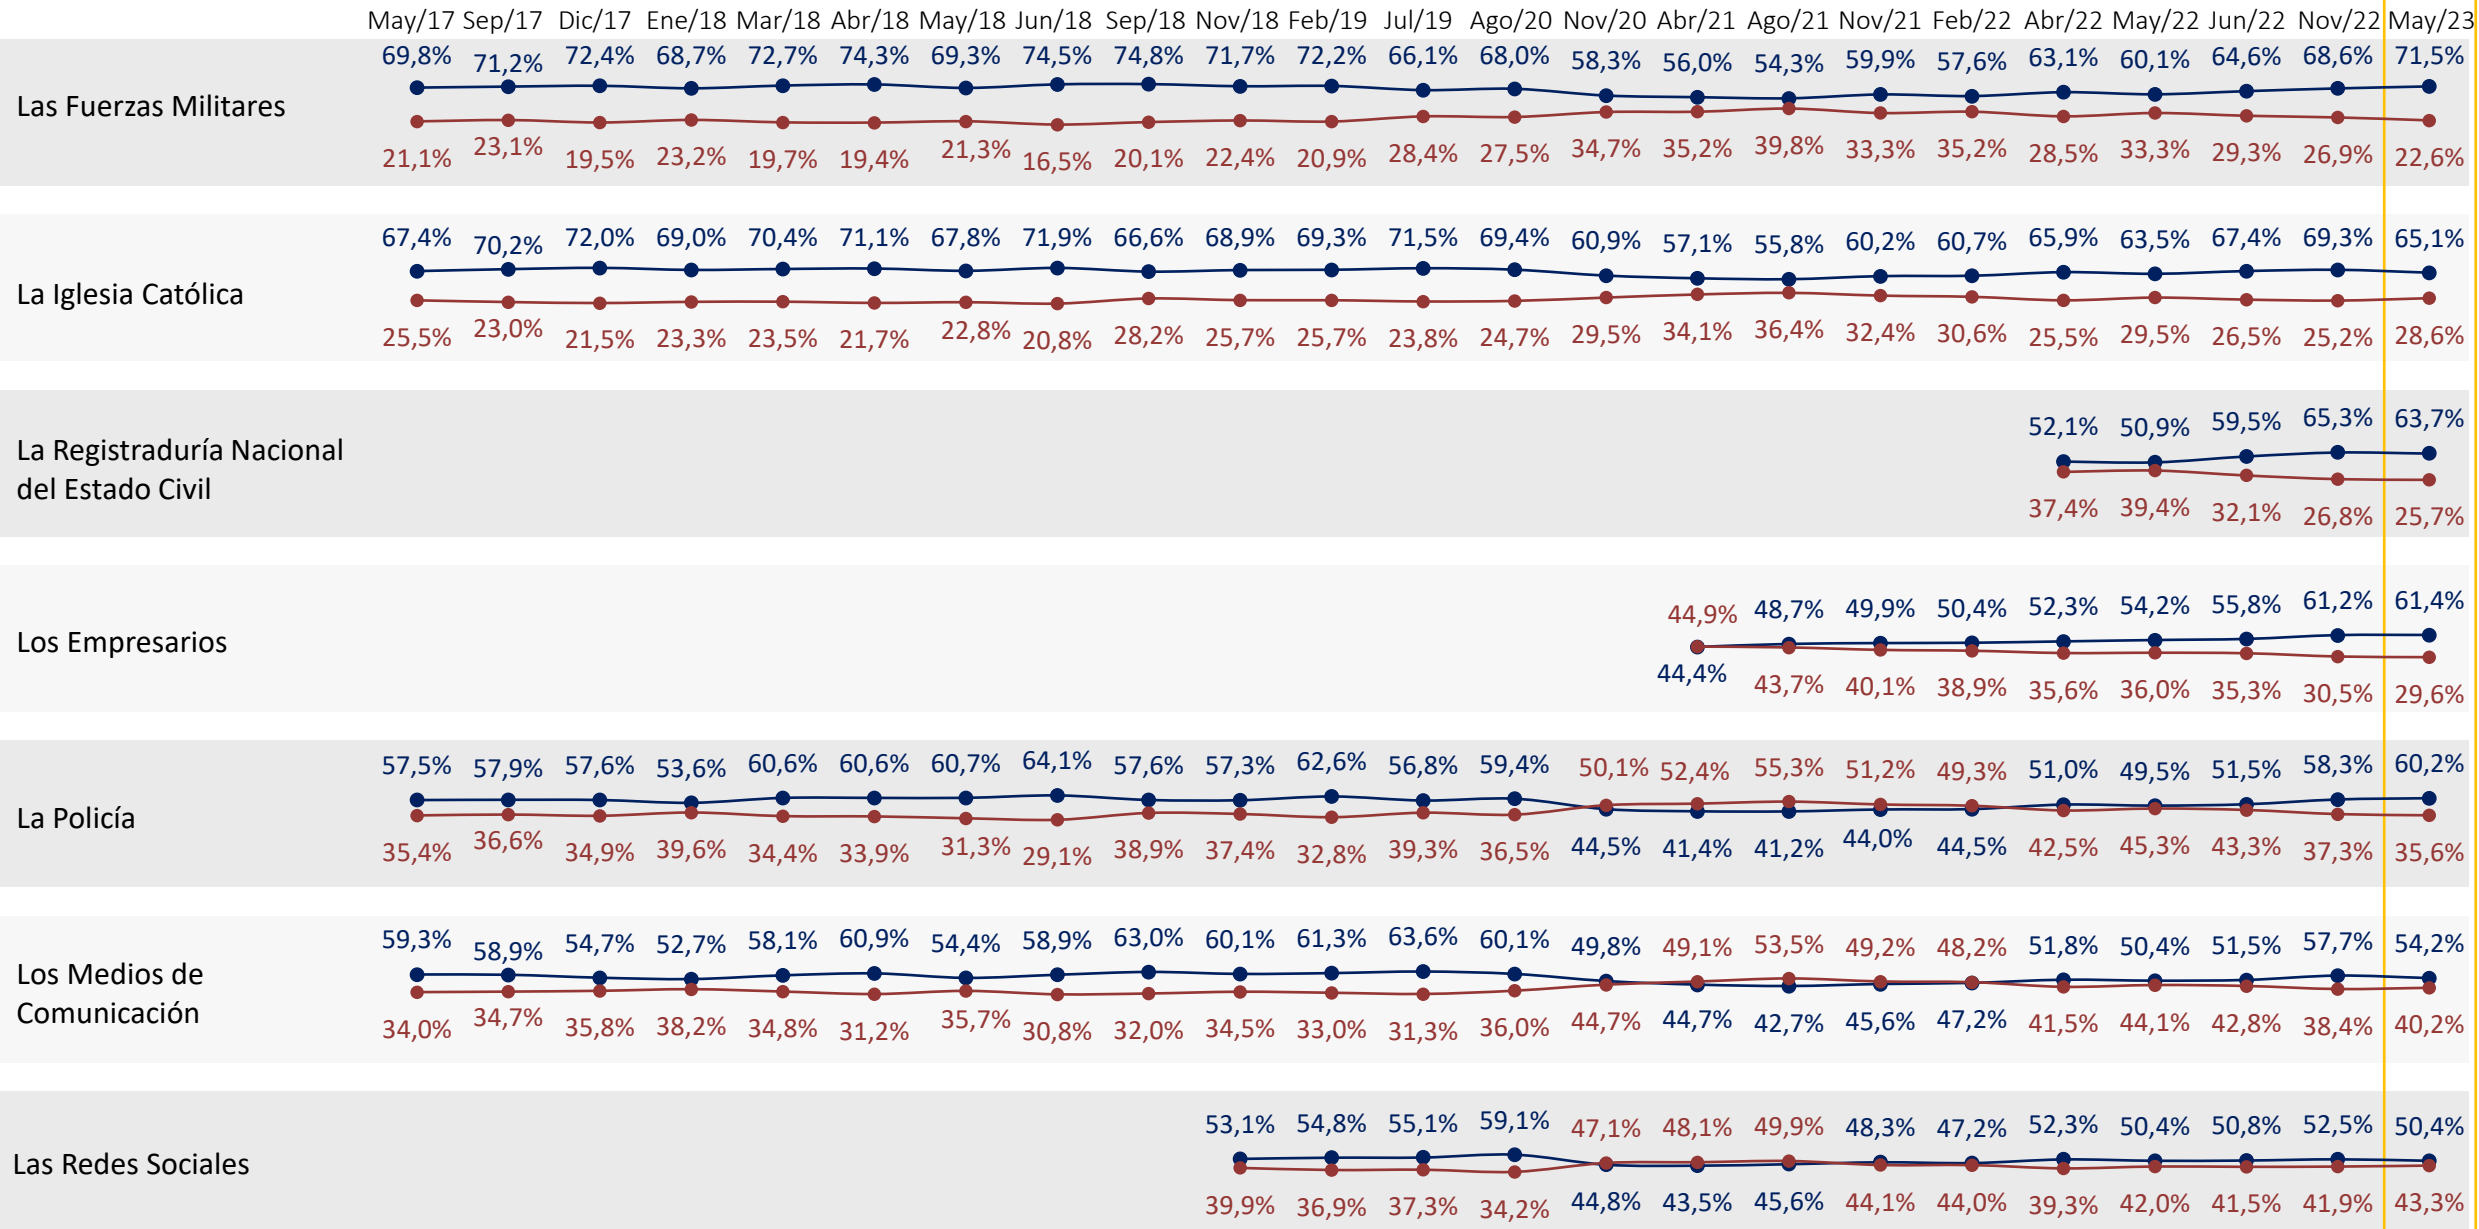 May/17 Sep/17 Dic/17 Ene/18 Mar/18 Abr/18 May/18 Jun/18 Sep/18 Nov/18 Feb/19 Jul/19 Ago/20 Nov/20 Abr/21 Ago/21 Nov/21 Feb/22 Abr/22 May/22 Jun/22 Nov/22 May/23
69,8% 71,2% 72,4% 68,7% 72,7% 74,3% 69,3% 74,5% 74,8% 71,7% 72,2% 66,1% 68,0% 58,3% 56,0% 54,3% 59,9% 57,6% 63,1% 60,1% 64,6% 68,6% 71,5%
Las Fuerzas Militares
21,1% 23,1% 19,5% 23,2% 19,7% 19,4% 21,3% 16,5% 20,1% 22,4% 20,9% 28,4% 27,5% 34,7% 35,2% 39,8% 33,3% 35,2% 28,5% 33,3% 29,3% 26,9% 22,6%
67,4% 70,2% 72,0% 69,0% 70,4% 71,1% 67,8% 71,9% 66,6% 68,9% 69,3% 71,5% 69,4% 60,9% 57,1% 55,8% 60,2% 60,7% 65,9% 63,5% 67,4% 69,3% 65,1%
La Iglesia Católica
25,5% 23,0% 21,5% 23,3% 23,5% 21,7% 22,8% 20,8% 28,2% 25,7% 25,7% 23,8% 24,7% 29,5% 34,1% 36,4% 32,4% 30,6% 25,5% 29,5% 26,5% 25,2% 28,6%
52,1% 50,9% 59,5% 65,3% 63,7%
La Registraduría Nacional
del Estado Civil
37,4% 39,4% 32,1% 26,8% 25,7%
44,9% 48,7% 49,9% 50,4% 52,3% 54,2% 55,8% 61,2% 61,4%
Los Empresarios
44,4% 43,7% 40,1% 38,9% 35,6% 36,0% 35,3% 30,5% 29,6%
57,5% 57,9% 57,6% 53,6% 60,6% 60,6% 60,7% 64,1% 57,6% 57,3% 62,6% 56,8% 59,4% 50,1% 52,4% 55,3% 51,2% 49,3% 51,0% 49,5% 51,5% 58,3% 60,2%
La Policía
35,4% 36,6% 34,9% 39,6% 34,4% 33,9% 31,3% 29,1% 38,9% 37,4% 32,8% 39,3% 36,5% 44,5% 41,4% 41,2% 44,0% 44,5% 42,5% 45,3% 43,3% 37,3% 35,6%
59,3% 58,9% 54,7% 52,7% 58,1% 60,9% 54,4% 58,9% 63,0% 60,1% 61,3% 63,6% 60,1% 49,8% 49,1% 53,5% 49,2% 48,2% 51,8% 50,4% 51,5% 57,7% 54,2%
Los Medios de
Comunicación
34,0% 34,7% 35,8% 38,2% 34,8% 31,2% 35,7% 30,8% 32,0% 34,5% 33,0% 31,3% 36,0% 44,7% 44,7% 42,7% 45,6% 47,2% 41,5% 44,1% 42,8% 38,4% 40,2%
53,1% 54,8% 55,1% 59,1% 47,1% 48,1% 49,9% 48,3% 47,2% 52,3% 50,4% 50,8% 52,5% 50,4%
Las Redes Sociales
39,9% 36,9% 37,3% 34,2% 44,8% 43,5% 45,6% 44,1% 44,0% 39,3% 42,0% 41,5% 41,9% 43,3%